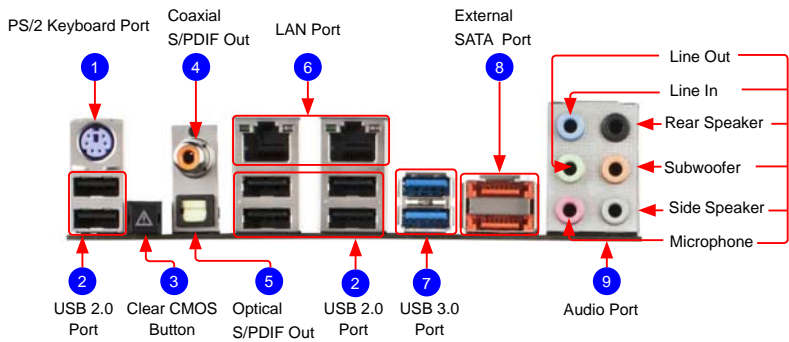 PS/2 Keyboard Port
Coaxial
S/PDIF Out
LAN Port
External
SATA Port
1
4
6
8
Line Out
Line In
Rear Speaker
Subwoofer
Side Speaker
Microphone
2
3
5
2
7
9
USB 2.0
Port
Clear CMOS
Button
Optical
S/PDIF Out
USB 2.0
Port
USB 3.0
Port
Audio Port